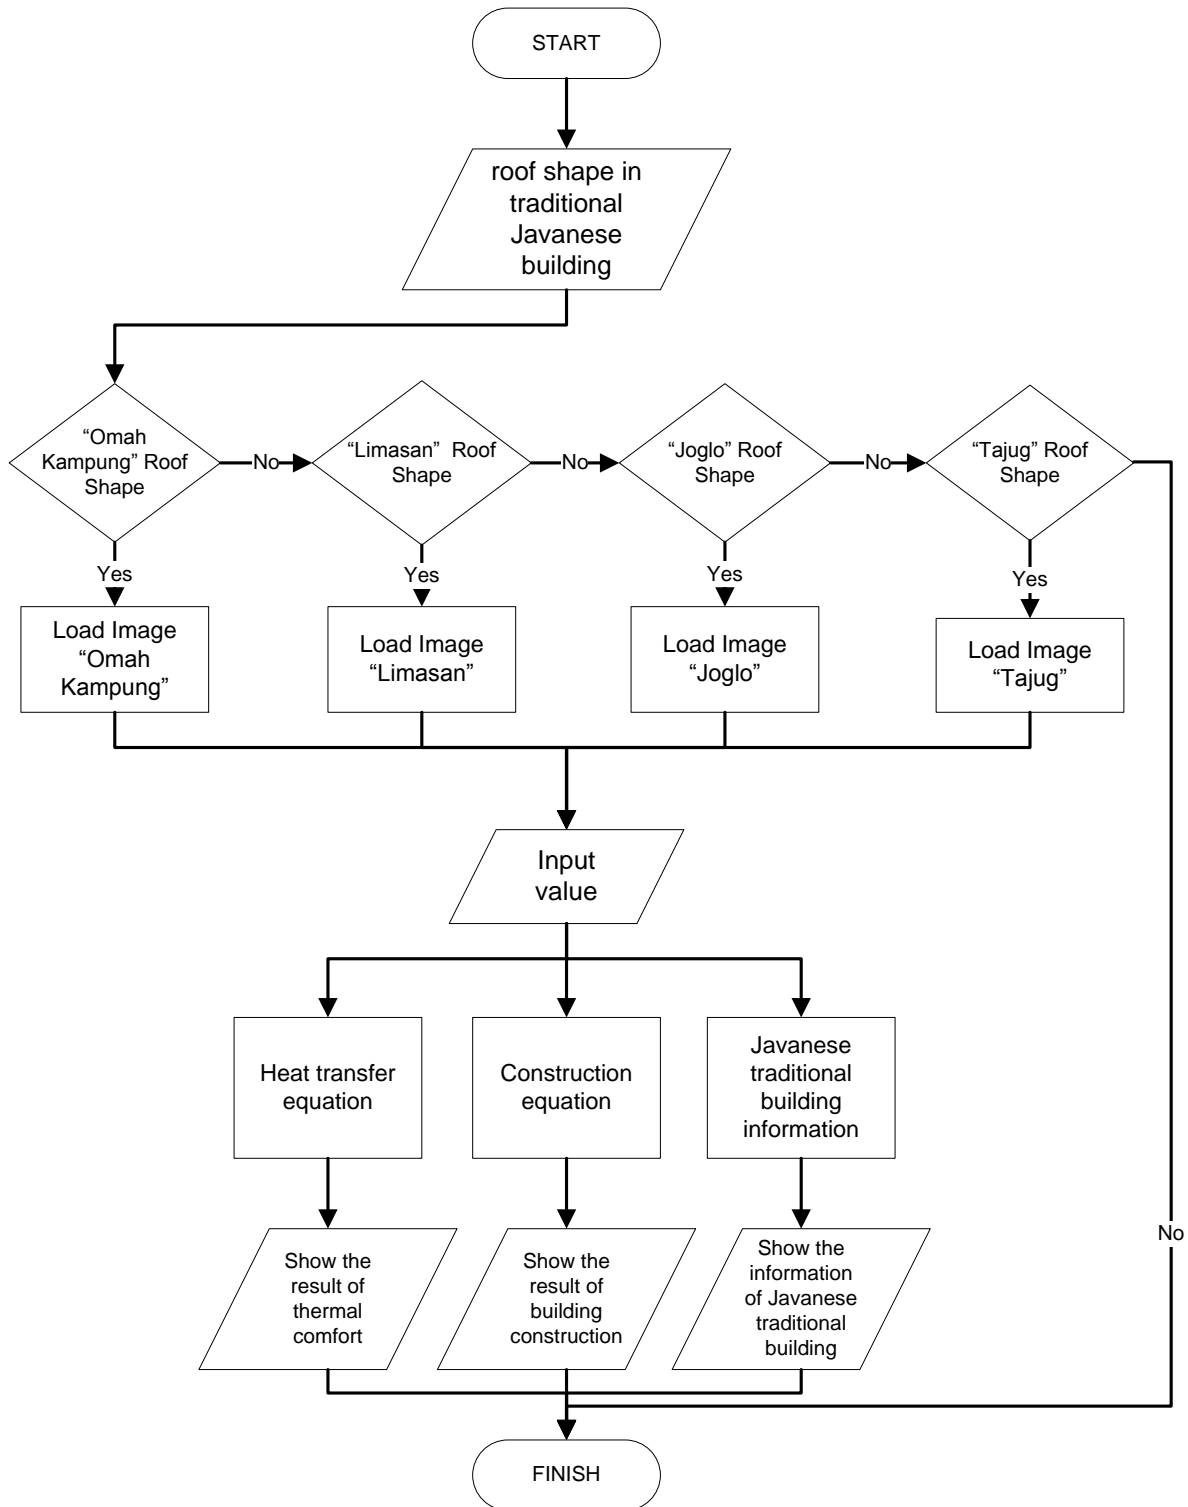 START
roof shape in
traditional
Javanese
building
“Omah
Kampung” Roof
Shape
No
“Limasan” Roof
Shape
No
“Joglo” Roof
Shape
No
“Tajug” Roof
Shape
Yes
Yes
Yes
Yes
Load Image
“Omah
Kampung”
Load Image
“Limasan”
Load Image
“Joglo”
Load Image
“Tajug”
Input
value
Heat transfer
equation
Construction
equation
Javanese
traditional
building
information
No
Show the
result of
thermal
comfort
Show the
result of
building
construction
Show the
information
of Javanese
traditional
building
FINISH